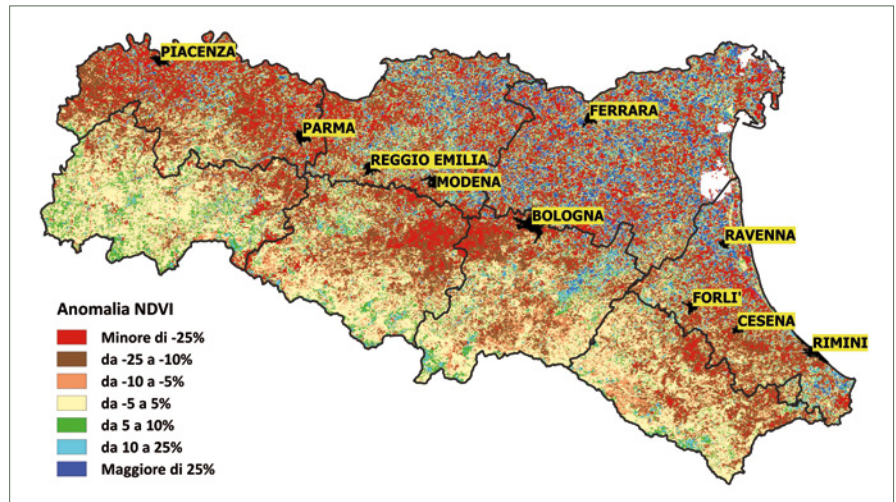 PIACENZA
PARMA
REGGIO EMILIA
MODENA
FERRARA
BOLOGNA
RAVENNA
FORLI'
CESENA
RIMINI
Anomalia NDVI
Minore di -25%
da -25 a -10%
da -10 a -5%
da -5 a 5%
da 5 a 10%
da 10 a 25%
Maggiore di 25%